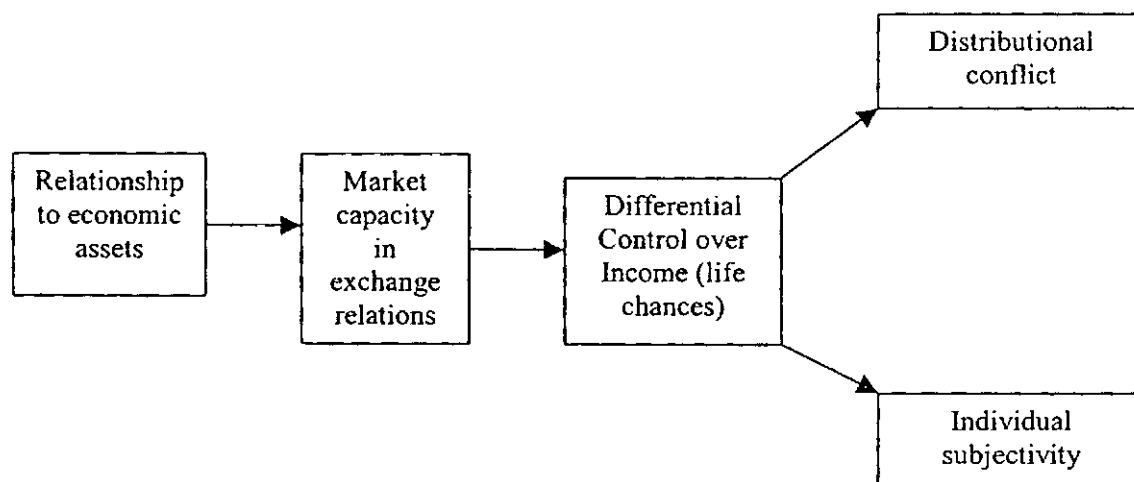 Relationship
to economic
assets
Market
capacity
in
exchange
relations
Differential
Control over
Income (life
chances)
Distributional
conflict
Individual
subjectivity